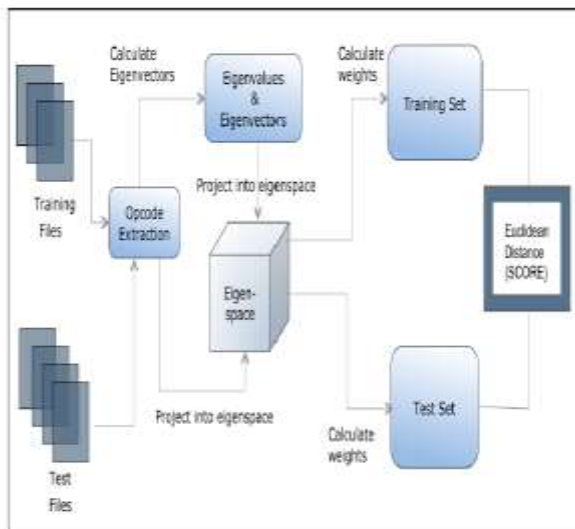 Calculate
Eigenvectors
Eigenvalues
&
Eigenvectors
Calculate
weights
Training Set
Training
Files
Opcode
Extraction
Project into eigenspace
Eigen-
space
Euclidean
Distance
(SCORE)
Project into eigenspace
Calculate
weights
Test Set
Test
Files